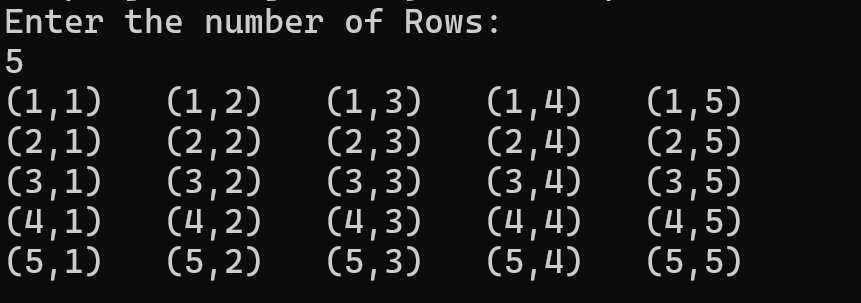 Enter the number of Rows:
5
(1,1)   (1,2)   (1,3)   (1,4)   (1,5)
(2,1)   (2,2)   (2,3)   (2,4)   (2,5)
(3,1)   (3,2)   (3,3)   (3,4)   (3,5)
(4,1)   (4,2)   (4,3)   (4,4)   (4,5)
(5,1)   (5,2)   (5,3)   (5,4)   (5,5)